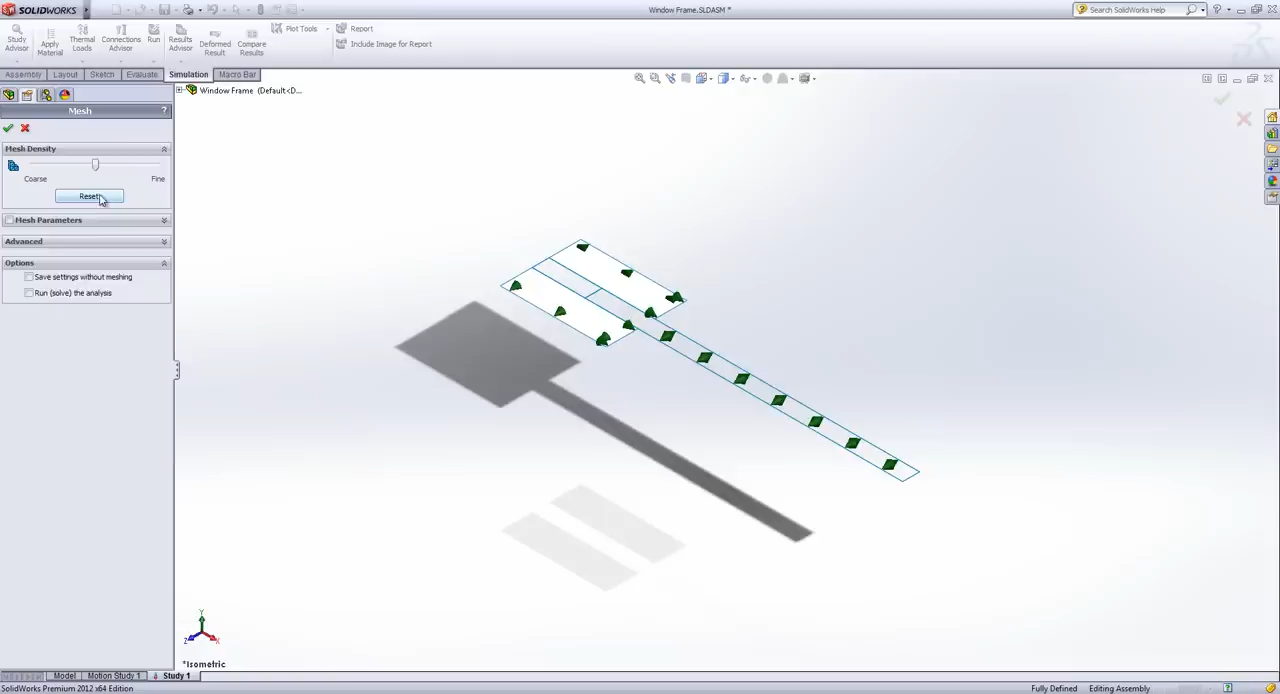 SOLIDWORKS
Window Frame.SLDASM *
Search SolidWorks Help
Study Advisor
Apply Material
Thermal Loads
Connections Advisor
Run
Results Advisor
Deformed Result
Compare Results
Plot Tools
Report
Include Image for Report
Assembly
Layout
Sketch
Evaluate
Simulation
Macro Bar
Window Frame (Default<D...
Mesh
?
Mesh Density
Coarse
Fine
Reset
Mesh Parameters
Advanced
Options
Save settings without meshing
Run (solve) the analysis
Y
Z
X
*Isometric
Model
Motion Study 1
Study 1
SolidWorks Premium 2012 x64 Edition
Fully Defined
Editing Assembly